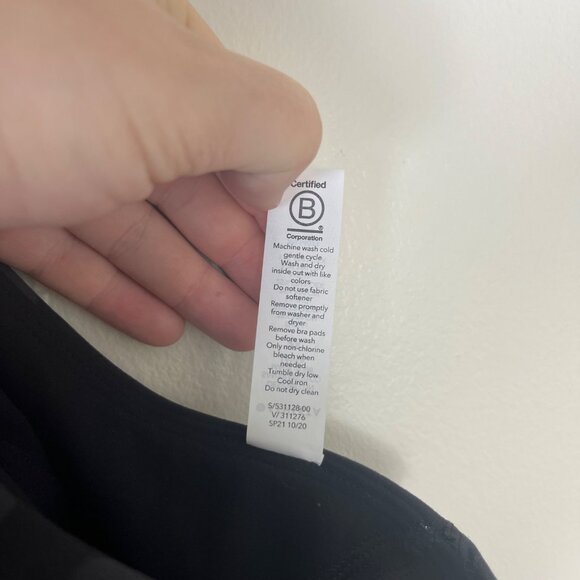 Certified
B
®
Corporation
Machine wash cold
gentle cycle
Wash and dry
inside out with like
colors
Do not use fabric
softener
Remove promptly
from washer and
dryer
Remove bra pads
before wash
Only non-chlorine
bleach when
needed
Tumble dry low
Cool iron
Do not dry clean
S/S31128-00
V/ 311276
SP21 10/20